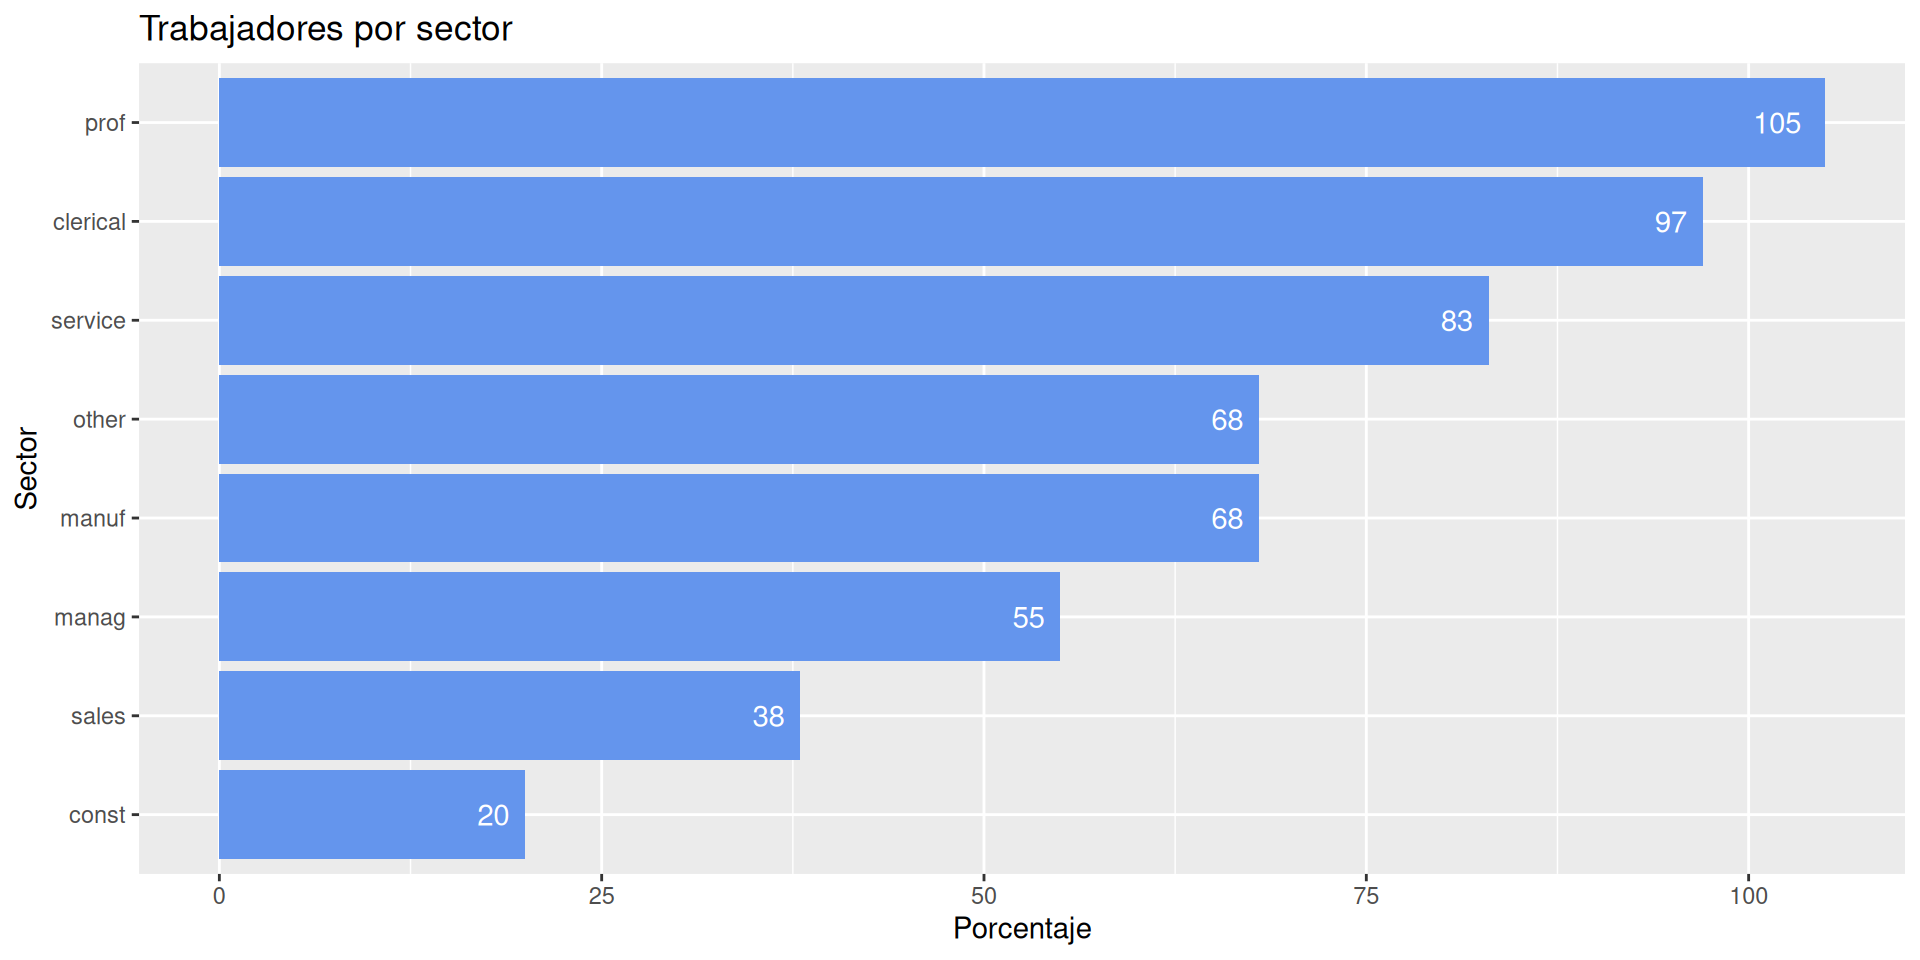 Trabajadores por sector
prof
105
clerical
97
service
83
other
68
manuf
68
manag
55
sales
38
const
20
Sector
0 25 50 75 100
Porcentaje